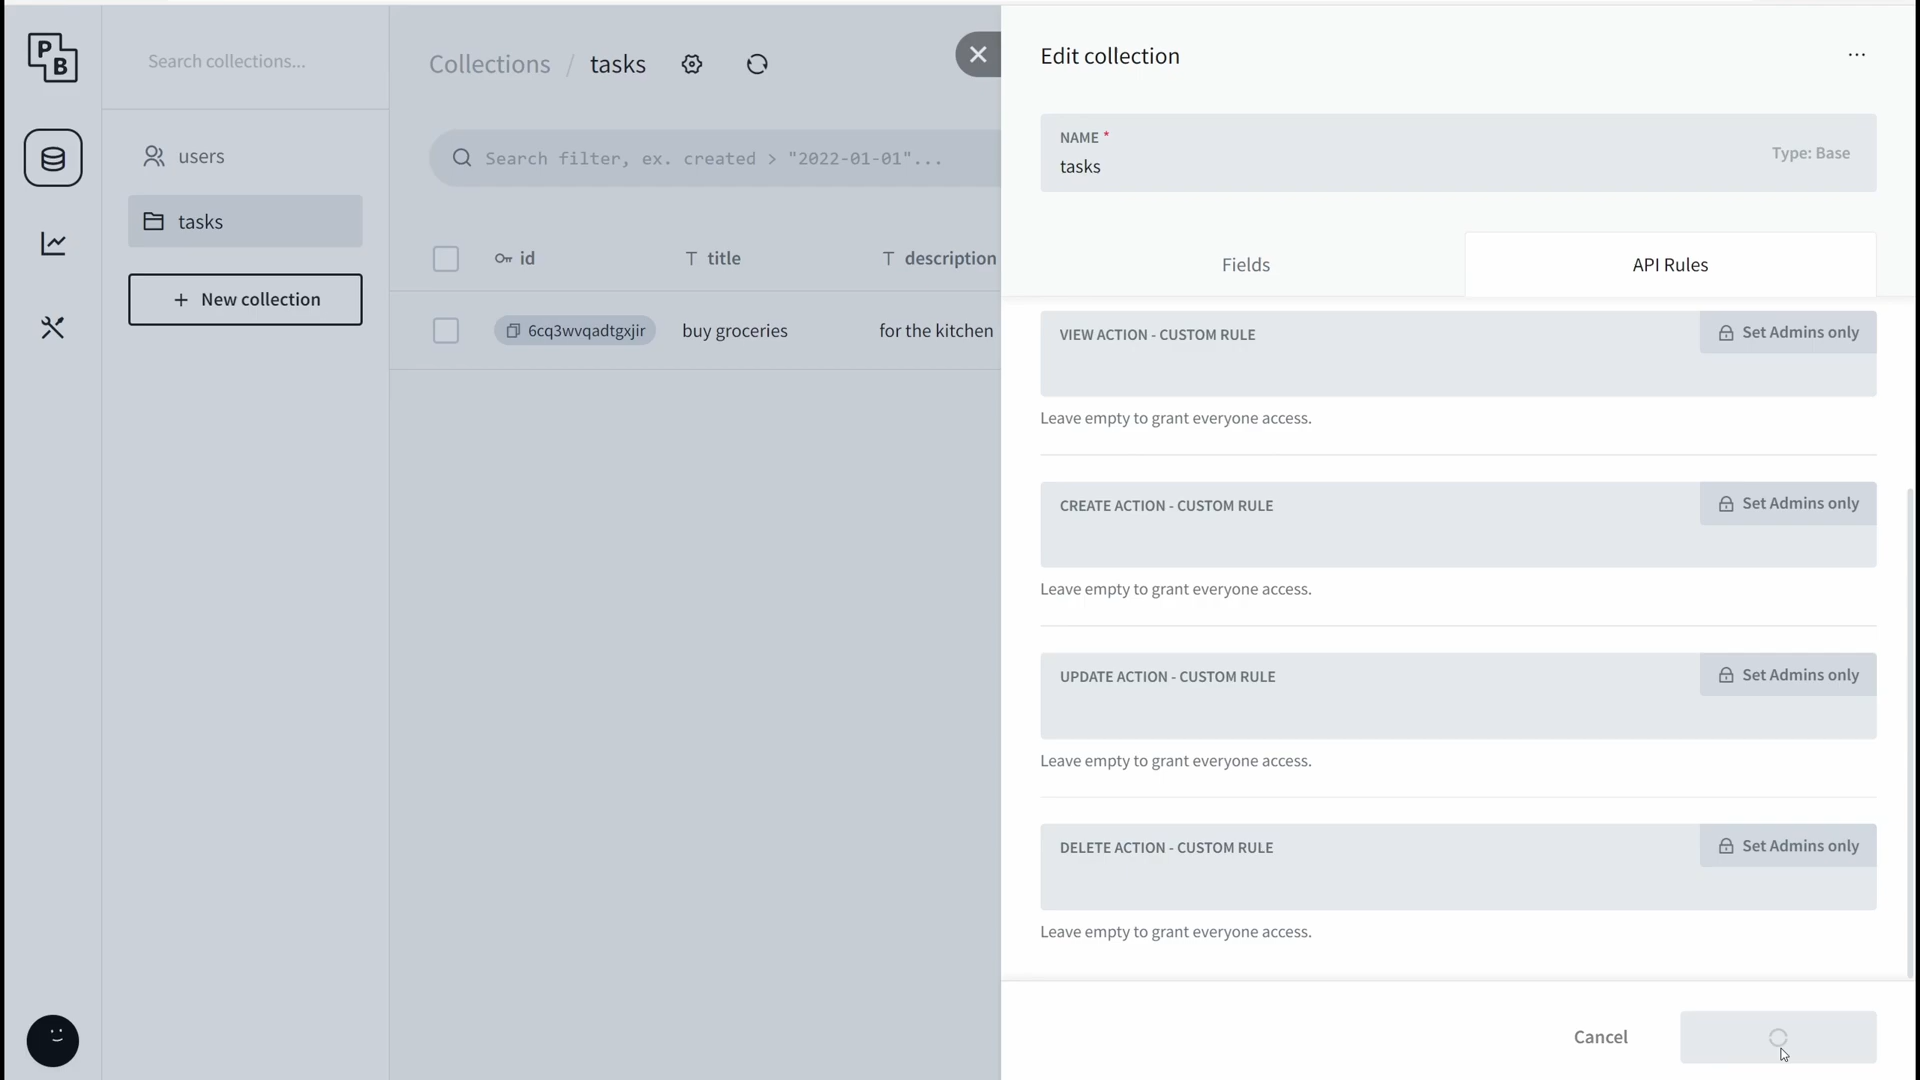 P
B
Search collections...
users
tasks
+ New collection
Collections / tasks
Search filter, ex. created > "2022-01-01"...
id
title
description
6cq3wvqadtgxjir
buy groceries
for the kitchen
Edit collection
...
NAME *
tasks
Type: Base
Fields
API Rules
VIEW ACTION - CUSTOM RULE
Set Admins only
Leave empty to grant everyone access.
CREATE ACTION - CUSTOM RULE
Set Admins only
Leave empty to grant everyone access.
UPDATE ACTION - CUSTOM RULE
Set Admins only
Leave empty to grant everyone access.
DELETE ACTION - CUSTOM RULE
Set Admins only
Leave empty to grant everyone access.
Cancel